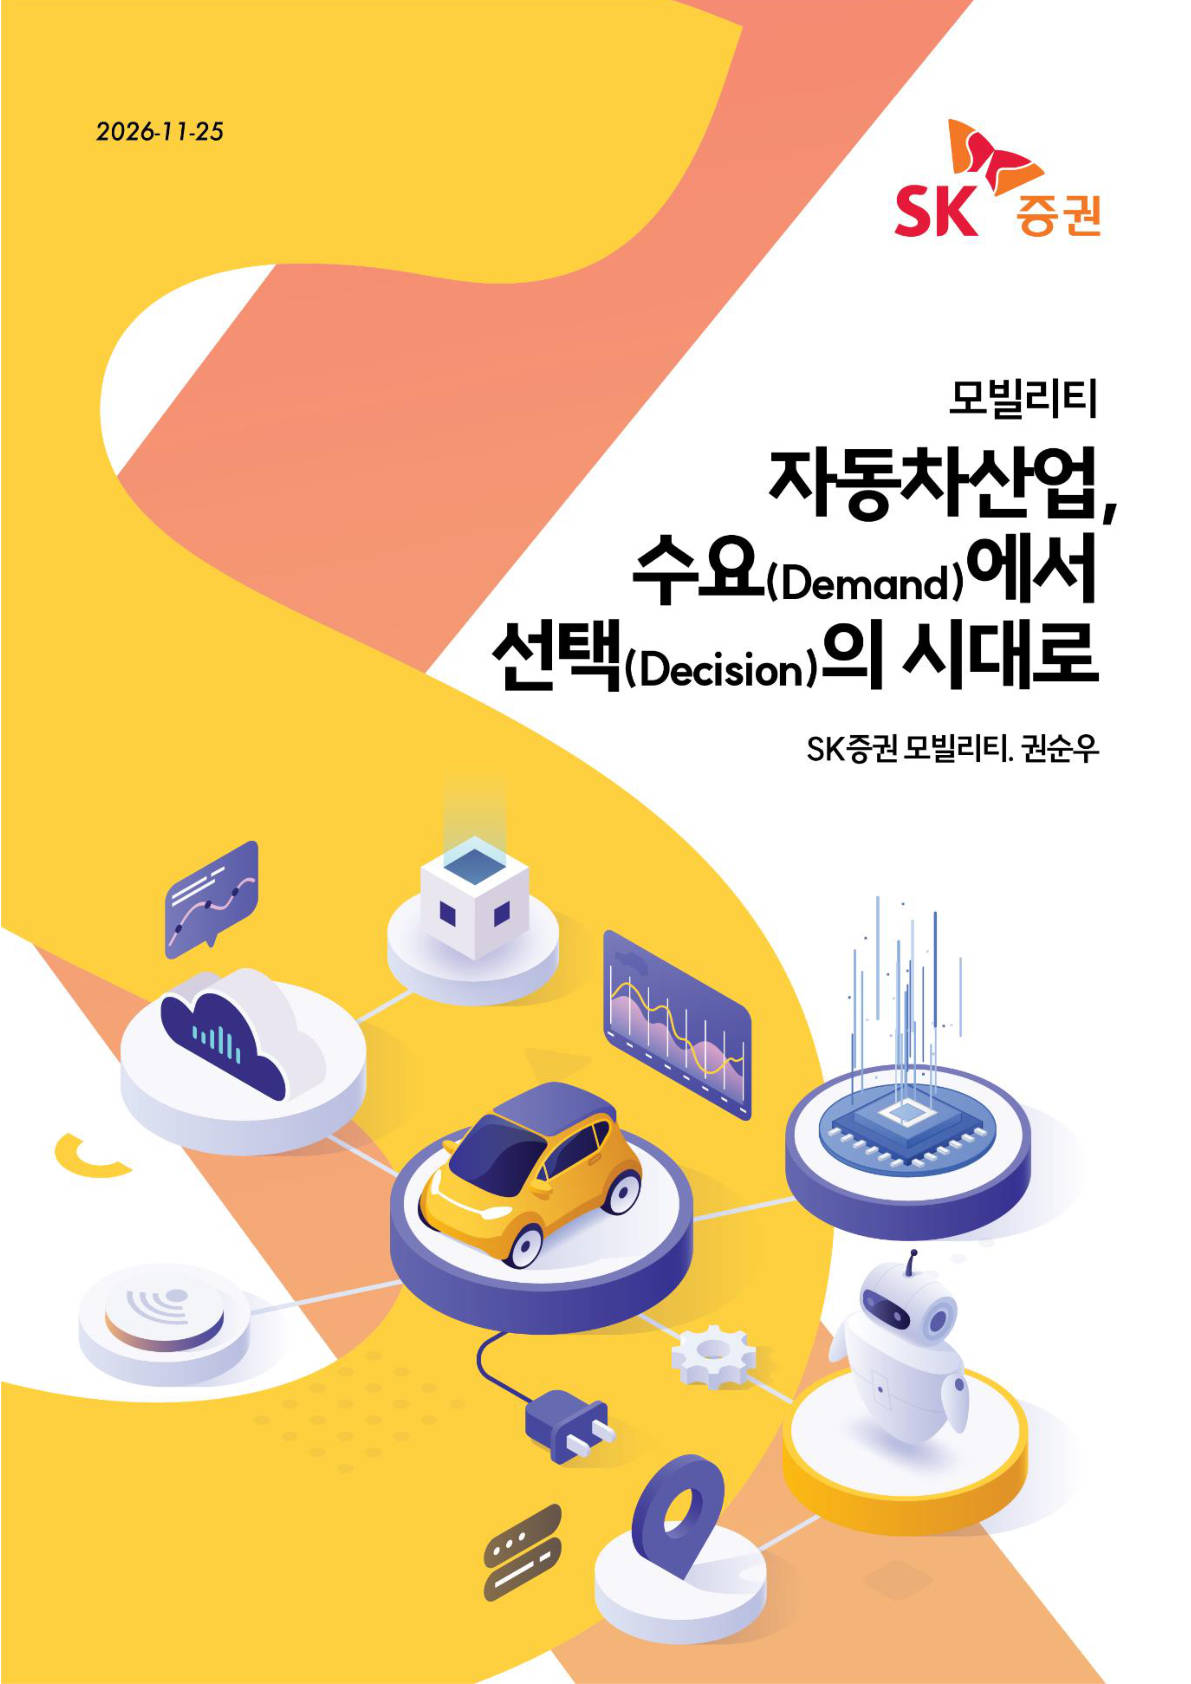 2026-11-25
SK 증권
모빌리티
자동차산업,
수요(Demand)에서
선택(Decision)의 시대로
SK증권 모빌리티. 권순우